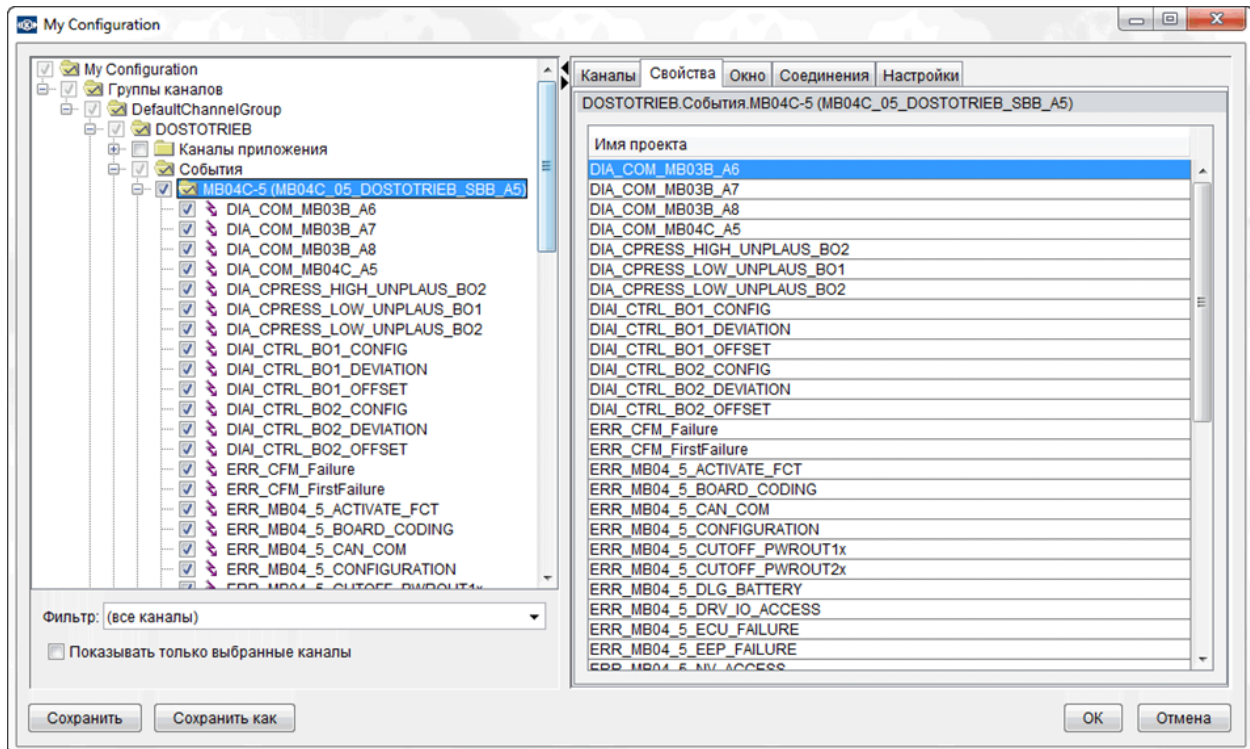 My Configuration
My Configuration
Группы каналов
DefaultChannelGroup
DOSTOTRIEB
Каналы приложения
События
MB04C-5 (MB04C_05_DOSTOTRIEB_SBB_A5)
DIA_COM_MB03B_A6
DIA_COM_MB03B_A7
DIA_COM_MB03B_A8
DIA_COM_MB04C_A5
DIA_CPRESS_HIGH_UNPLAUS_BO2
DIA_CPRESS_LOW_UNPLAUS_BO1
DIA_CPRESS_LOW_UNPLAUS_BO2
DIAI_CTRL_BO1_CONFIG
DIAI_CTRL_BO1_DEVIATION
DIAI_CTRL_BO1_OFFSET
DIAI_CTRL_BO2_CONFIG
DIAI_CTRL_BO2_DEVIATION
DIAI_CTRL_BO2_OFFSET
ERR_CFM_Failure
ERR_CFM_FirstFailure
ERR_MB04_5_ACTIVATE_FCT
ERR_MB04_5_BOARD_CODING
ERR_MB04_5_CAN_COM
ERR_MB04_5_CONFIGURATION
ERR_MB04_5_CUTOFF_PWROUT1x
Фильтр: (все каналы)
Показывать только выбранные каналы
Каналы Свойства Окно Соединения Настройки
DOSTOTRIEB.События.MB04C-5 (MB04C_05_DOSTOTRIEB_SBB_A5)
Имя проекта
DIA_COM_MB03B_A6
DIA_COM_MB03B_A7
DIA_COM_MB03B_A8
DIA_COM_MB04C_A5
DIA_CPRESS_HIGH_UNPLAUS_BO2
DIA_CPRESS_LOW_UNPLAUS_BO1
DIA_CPRESS_LOW_UNPLAUS_BO2
DIAI_CTRL_BO1_CONFIG
DIAI_CTRL_BO1_DEVIATION
DIAI_CTRL_BO1_OFFSET
DIAI_CTRL_BO2_CONFIG
DIAI_CTRL_BO2_DEVIATION
DIAI_CTRL_BO2_OFFSET
ERR_CFM_Failure
ERR_CFM_FirstFailure
ERR_MB04_5_ACTIVATE_FCT
ERR_MB04_5_BOARD_CODING
ERR_MB04_5_CAN_COM
ERR_MB04_5_CONFIGURATION
ERR_MB04_5_CUTOFF_PWROUT1x
ERR_MB04_5_CUTOFF_PWROUT2x
ERR_MB04_5_DLG_BATTERY
ERR_MB04_5_DRV_IO_ACCESS
ERR_MB04_5_ECU_FAILURE
ERR_MB04_5_EEP_FAILURE
ERR_MB04_5_NV_ACCESS
Сохранить Сохранить как OK Отмена